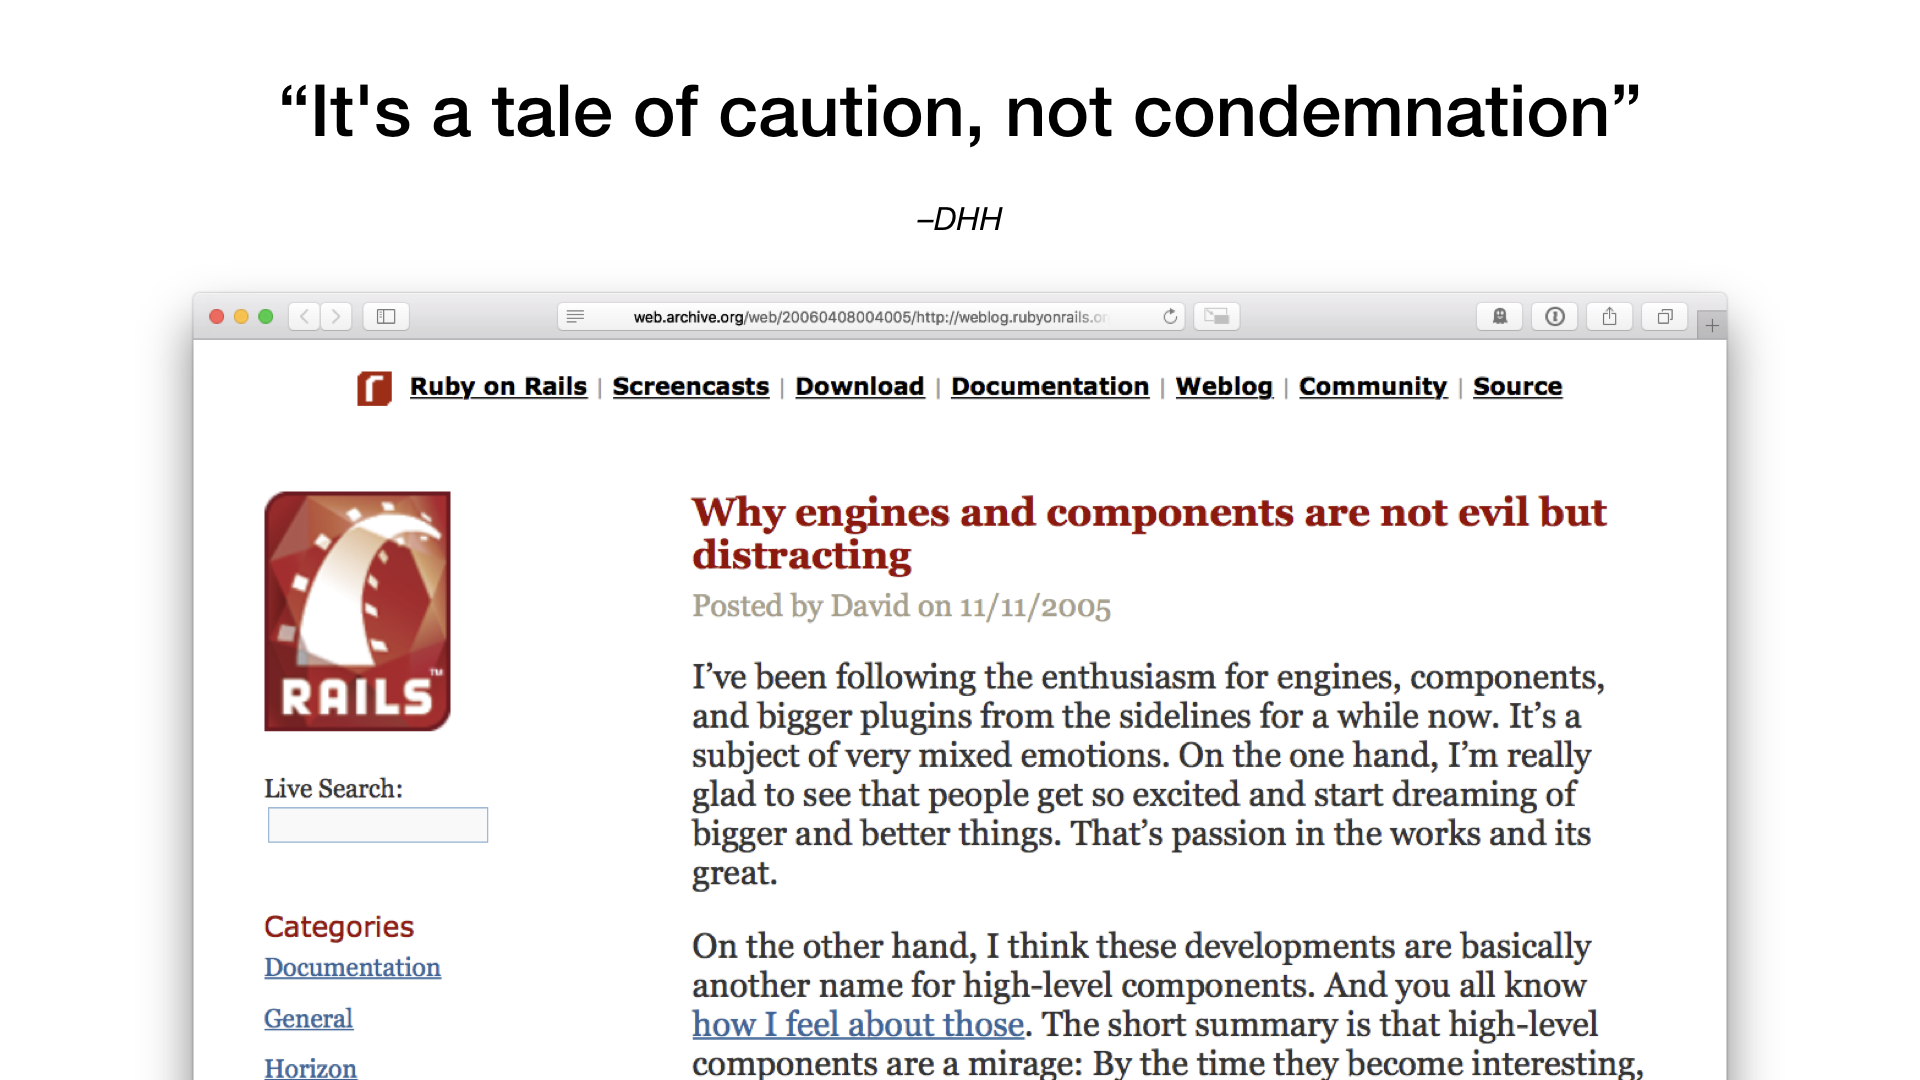 “It's a tale of caution, not condemnation”
–DHH
web.archive.org/web/20060408004005/http://weblog.rubyonrails.or
Ruby on Rails | Screencasts | Download | Documentation | Weblog | Community | Source
RAILS™
Why engines and components are not evil but
distracting
Posted by David on 11/11/2005
I’ve been following the enthusiasm for engines, components,
and bigger plugins from the sidelines for a while now. It’s a
subject of very mixed emotions. On the one hand, I’m really
glad to see that people get so excited and start dreaming of
bigger and better things. That’s passion in the works and its
great.
On the other hand, I think these developments are basically
another name for high-level components. And you all know
how I feel about those. The short summary is that high-level
components are a mirage: By the time they become interesting,
Live Search:
Categories
Documentation
General
Horizon